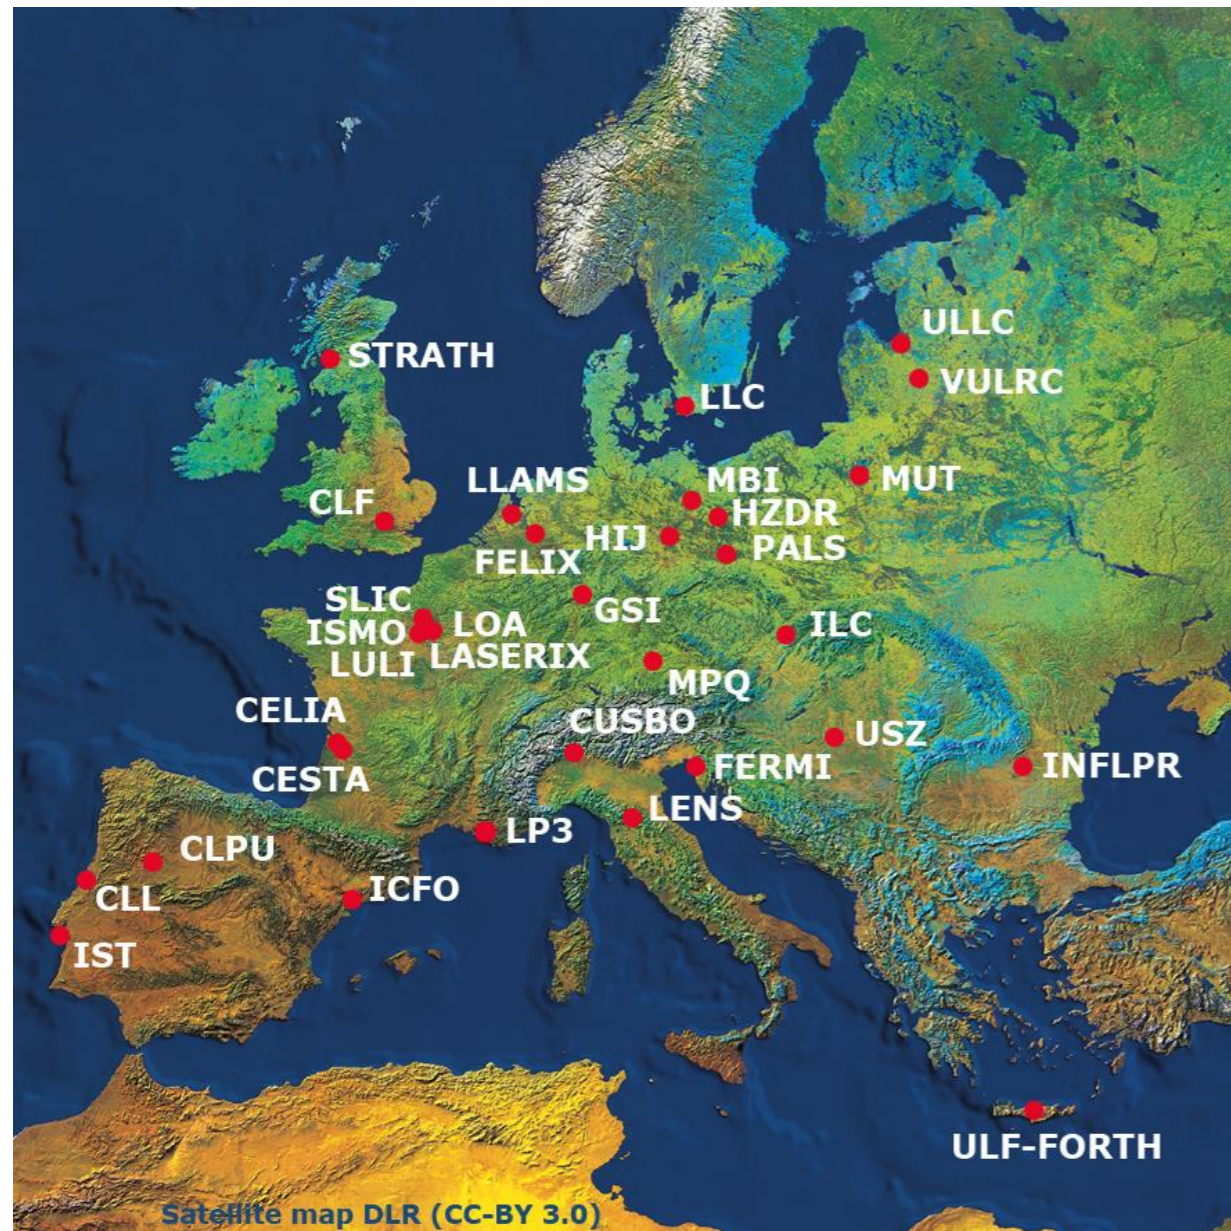 ULLC
STRATH
VULRC
LLC
LLAMS
MBI
MUT
CLF
HZDR
HIJ
PALS
FELIX
SLIC
GSI
ISMO
LOA
ILC
LULI
LASERIX
MPQ
CELIA
CUSBO
USZ
CESTA
FERMI
INFLPR
LENS
LP3
CLPU
CLL
ICFO
IST
ULF-FORTH
Satellite map DLR (CC-BY 3.0)